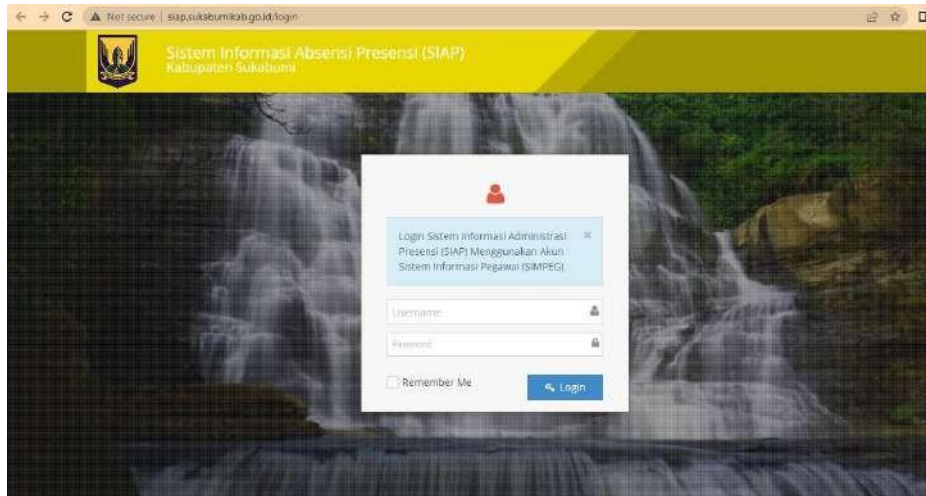 Not secure | siap.sukabumikab.go.id/login
Sistem Informasi Absensi Presensi (SIAP)
Kabupaten Sukabumi
Login Sistem Informasi Administrasi
Presensi (SIAP) Menggunakan Akun
Sistem Informasi Pegawai (SIMPEG)
Username
Password
Remember Me
Login